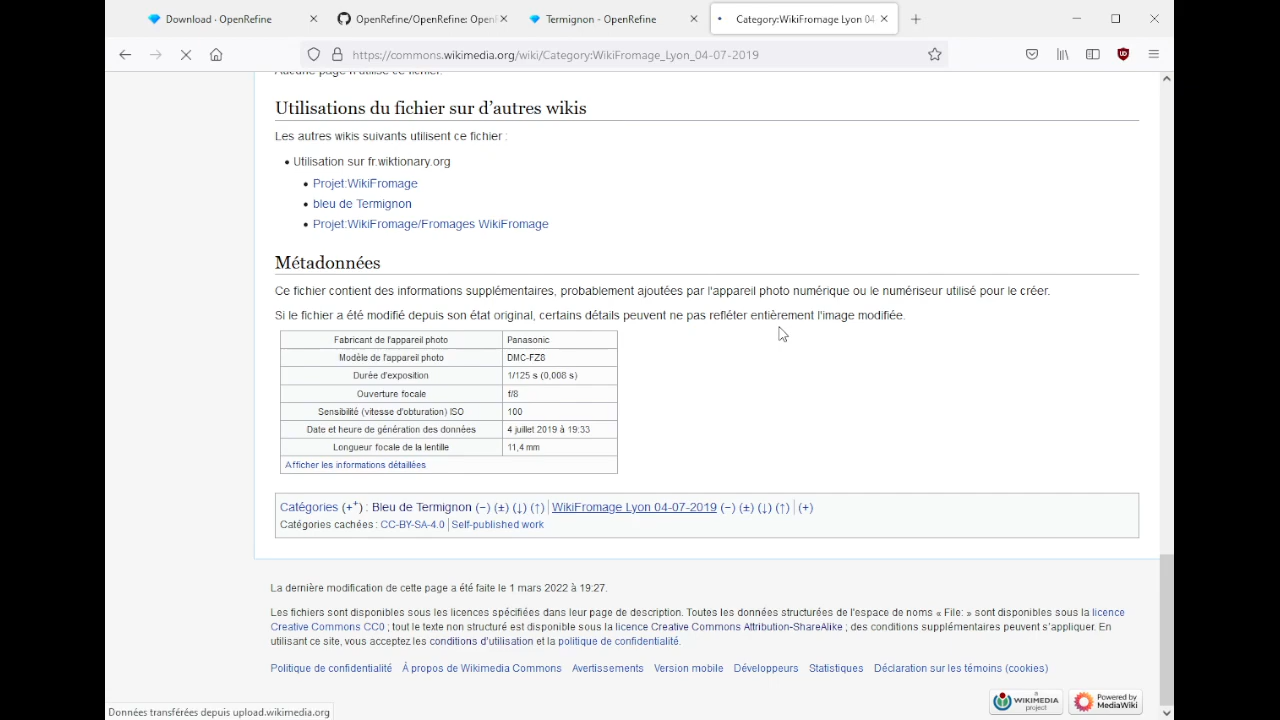 Download · OpenRefine
OpenRefine/OpenRefine: Open
Termignon - OpenRefine
Category:WikiFromage Lyon 04
https://commons.wikimedia.org/wiki/Category:WikiFromage_Lyon_04-07-2019
Aucune page n'utilise ce fichier.
Utilisations du fichier sur d’autres wikis
Les autres wikis suivants utilisent ce fichier :
• Utilisation sur fr.wiktionary.org
• Projet:WikiFromage
• bleu de Termignon
• Projet:WikiFromage/Fromages WikiFromage
Métadonnées
Ce fichier contient des informations supplémentaires, probablement ajoutées par l'appareil photo numérique ou le numériseur utilisé pour le créer.
Si le fichier a été modifié depuis son état original, certains détails peuvent ne pas refléter entièrement l'image modifiée.
Fabricant de l'appareil photo Panasonic
Modèle de l'appareil photo DMC-FZ8
Durée d'exposition 1/125 s (0,008 s)
Ouverture focale f/8
Sensibilité (vitesse d'obturation) ISO 100
Date et heure de génération des données 4 juillet 2019 à 19:33
Longueur focale de la lentille 11,4 mm
Afficher les informations détaillées
Catégories (+⁺) : Bleu de Termignon (−) (±) (↓) (↑) | WikiFromage Lyon 04-07-2019 (−) (±) (↓) (↑) | (+)
Catégories cachées : CC-BY-SA-4.0 | Self-published work
La dernière modification de cette page a été faite le 1 mars 2022 à 19:27.
Les fichiers sont disponibles sous les licences spécifiées dans leur page de description. Toutes les données structurées de l'espace de noms « File: » sont disponibles sous la licence
Creative Commons CC0 ; tout le texte non structuré est disponible sous la licence Creative Commons Attribution-ShareAlike ; des conditions supplémentaires peuvent s’appliquer. En
utilisant ce site, vous acceptez les conditions d’utilisation et la politique de confidentialité.
Politique de confidentialité À propos de Wikimedia Commons Avertissements Version mobile Développeurs Statistiques Déclaration sur les témoins (cookies)
a WIKIMEDIA project
Powered by MediaWiki
Données transférées depuis upload.wikimedia.org